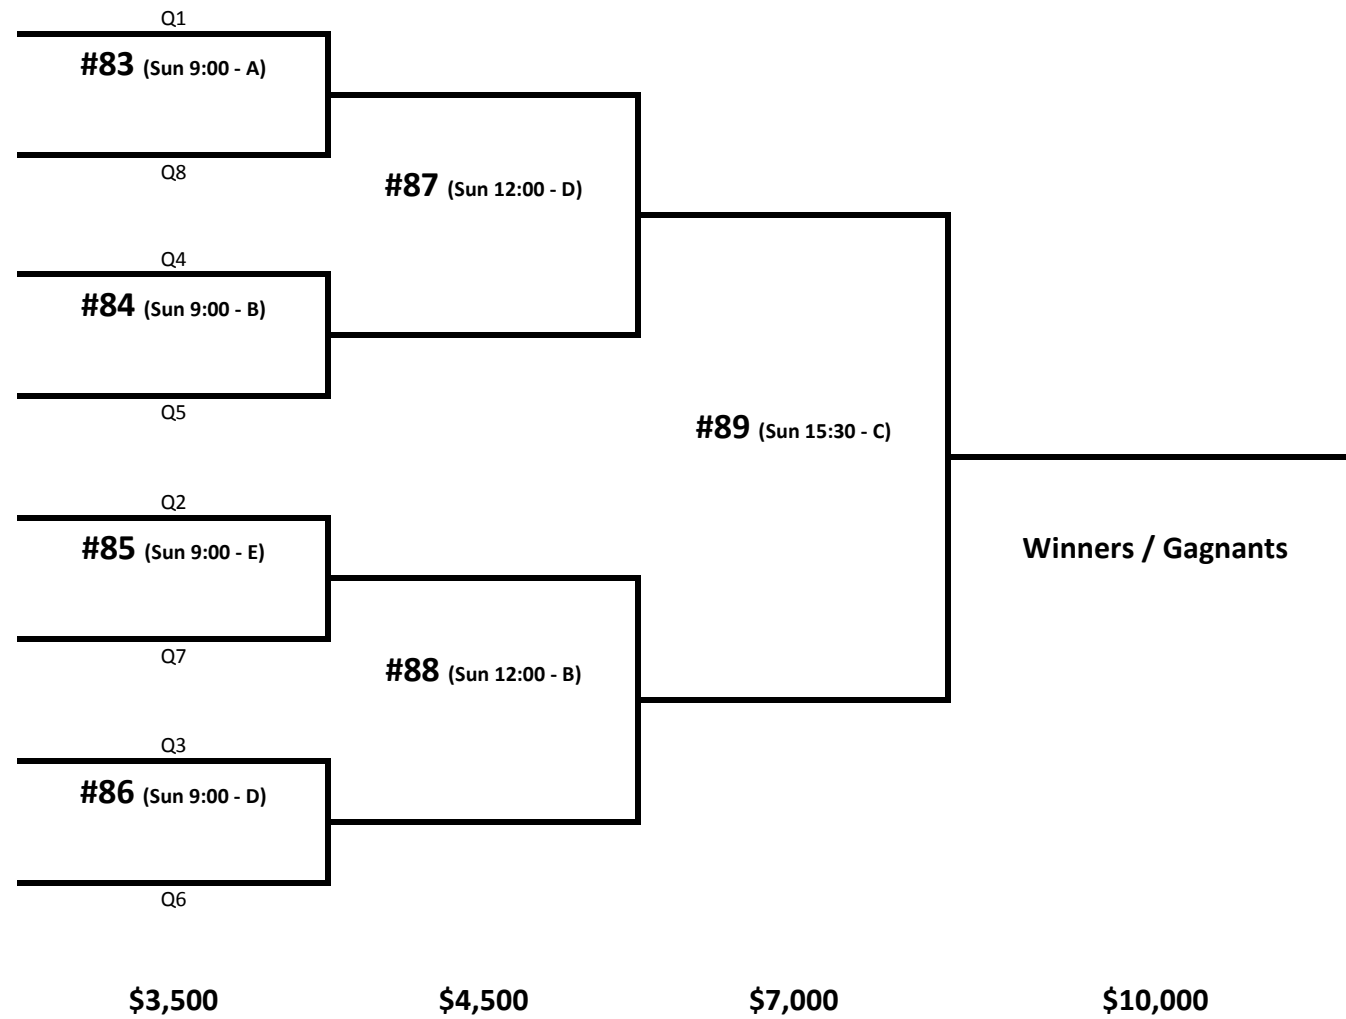 Q1
#83 (Sun 9:00 - A)
Q8
#87 (Sun 12:00 - D)
Q4
#84 (Sun 9:00 - B)
Q5
#89 (Sun 15:30 - C)
Q2
#85 (Sun 9:00 - E)
Winners / Gagnants
Q7
#88 (Sun 12:00 - B)
Q3
#86 (Sun 9:00 - D)
Q6
$3,500 $4,500 $7,000 $10,000